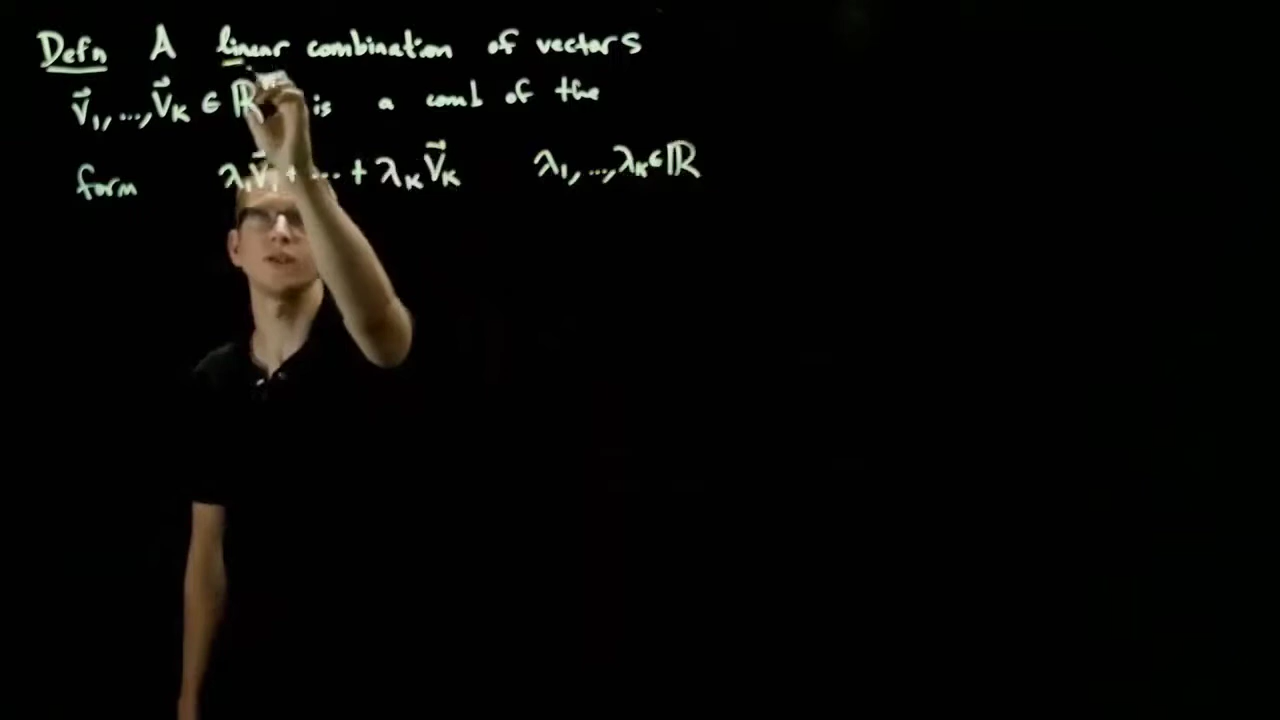 Defn A linear combination of vectors
v⃗₁, ..., v⃗ₖ ∈ ℝ is a comb of the
form λ₁v⃗₁ + ... + λₖv⃗ₖ λ₁, ..., λₖ ∈ ℝ